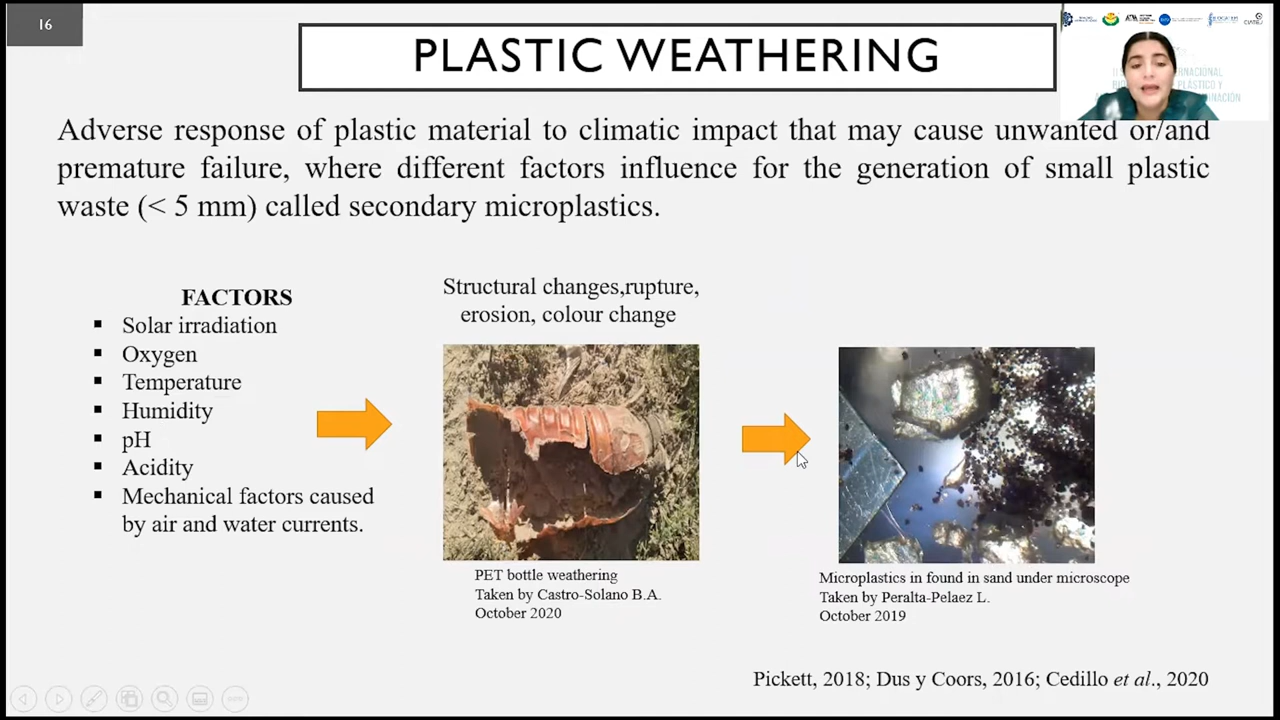 16
PLASTIC WEATHERING
Adverse response of plastic material to climatic impact that may cause unwanted or/and
premature failure, where different factors influence for the generation of small plastic
waste (< 5 mm) called secondary microplastics.
FACTORS
▪ Solar irradiation
▪ Oxygen
▪ Temperature
▪ Humidity
▪ pH
▪ Acidity
▪ Mechanical factors caused
by air and water currents.
Structural changes,rupture,
erosion, colour change
PET bottle weathering
Taken by Castro-Solano B.A.
October 2020
Microplastics in found in sand under microscope
Taken by Peralta-Pelaez L.
October 2019
Pickett, 2018; Dus y Coors, 2016; Cedillo et al., 2020